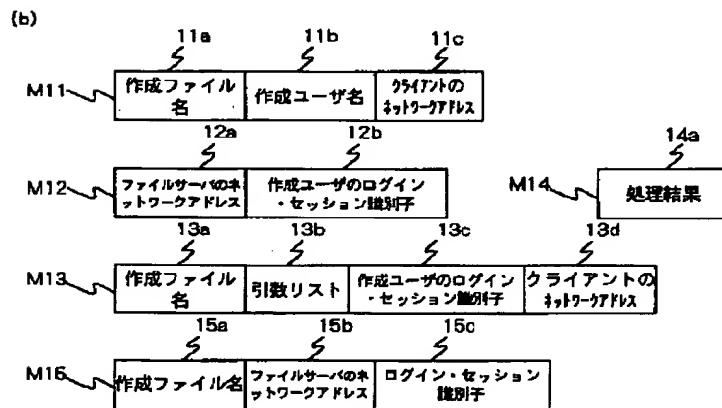 (b)
11a 11b 11c
M11 作成ファイル名 作成ユーザ名 クライアントのネットワークアドレス
12a 12b 14a
M12 ファイルサーバのネットワークアドレス 作成ユーザのログイン・セッション識別子 M14 処理結果
13a 13b 13c 13d
M13 作成ファイル名 引数リスト 作成ユーザのログイン・セッション識別子 クライアントのネットワークアドレス
15a 15b 15c
M15 作成ファイル名 ファイルサーバのネットワークアドレス ログイン・セッション識別子